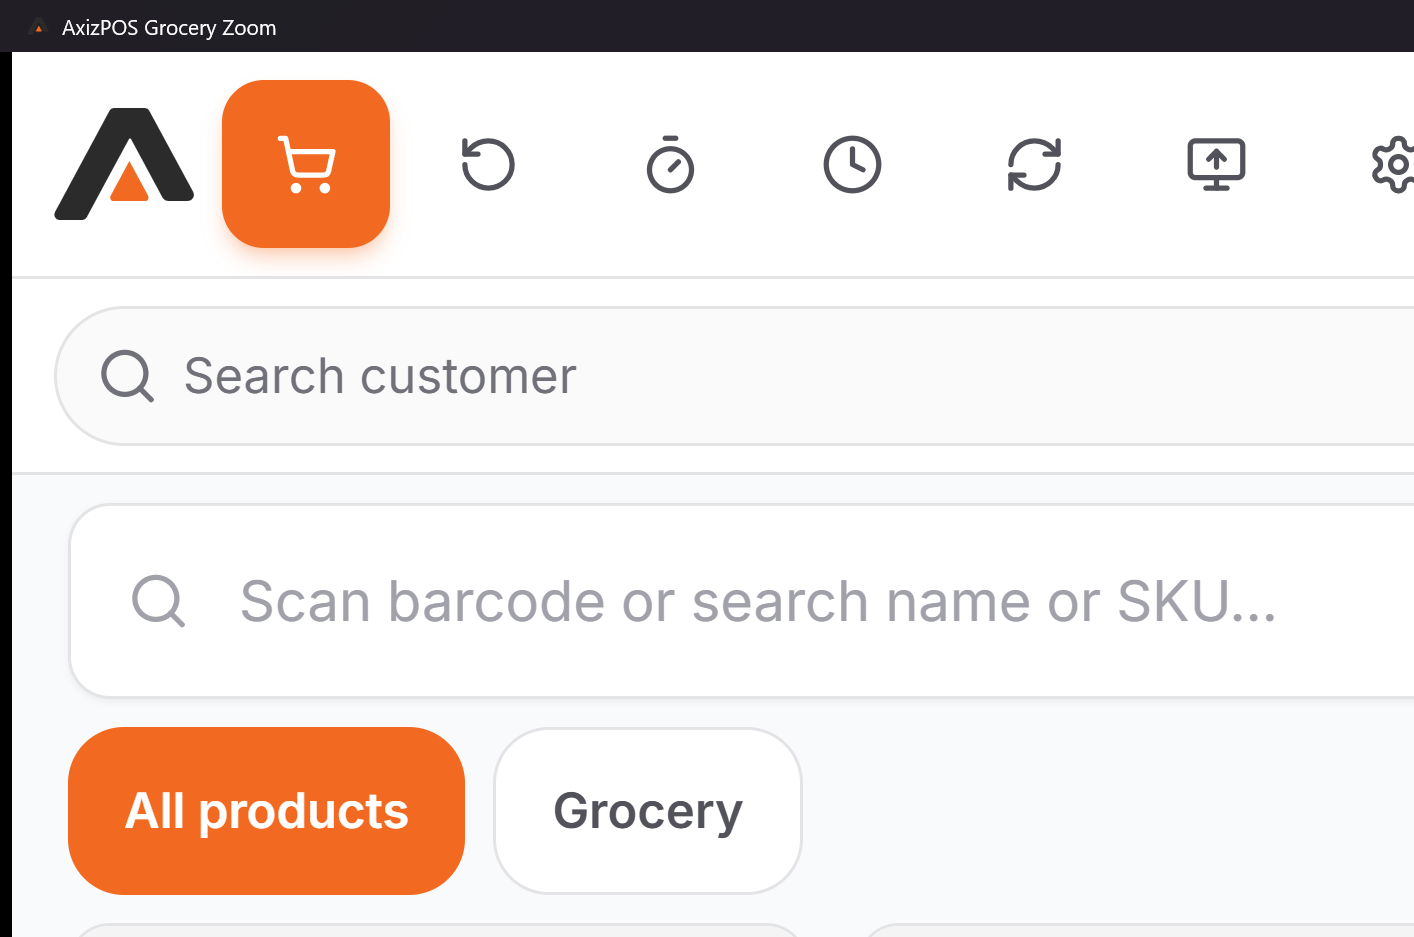 AxizPOS Grocery Zoom
Search customer
Scan barcode or search name or SKU...
All products
Grocery